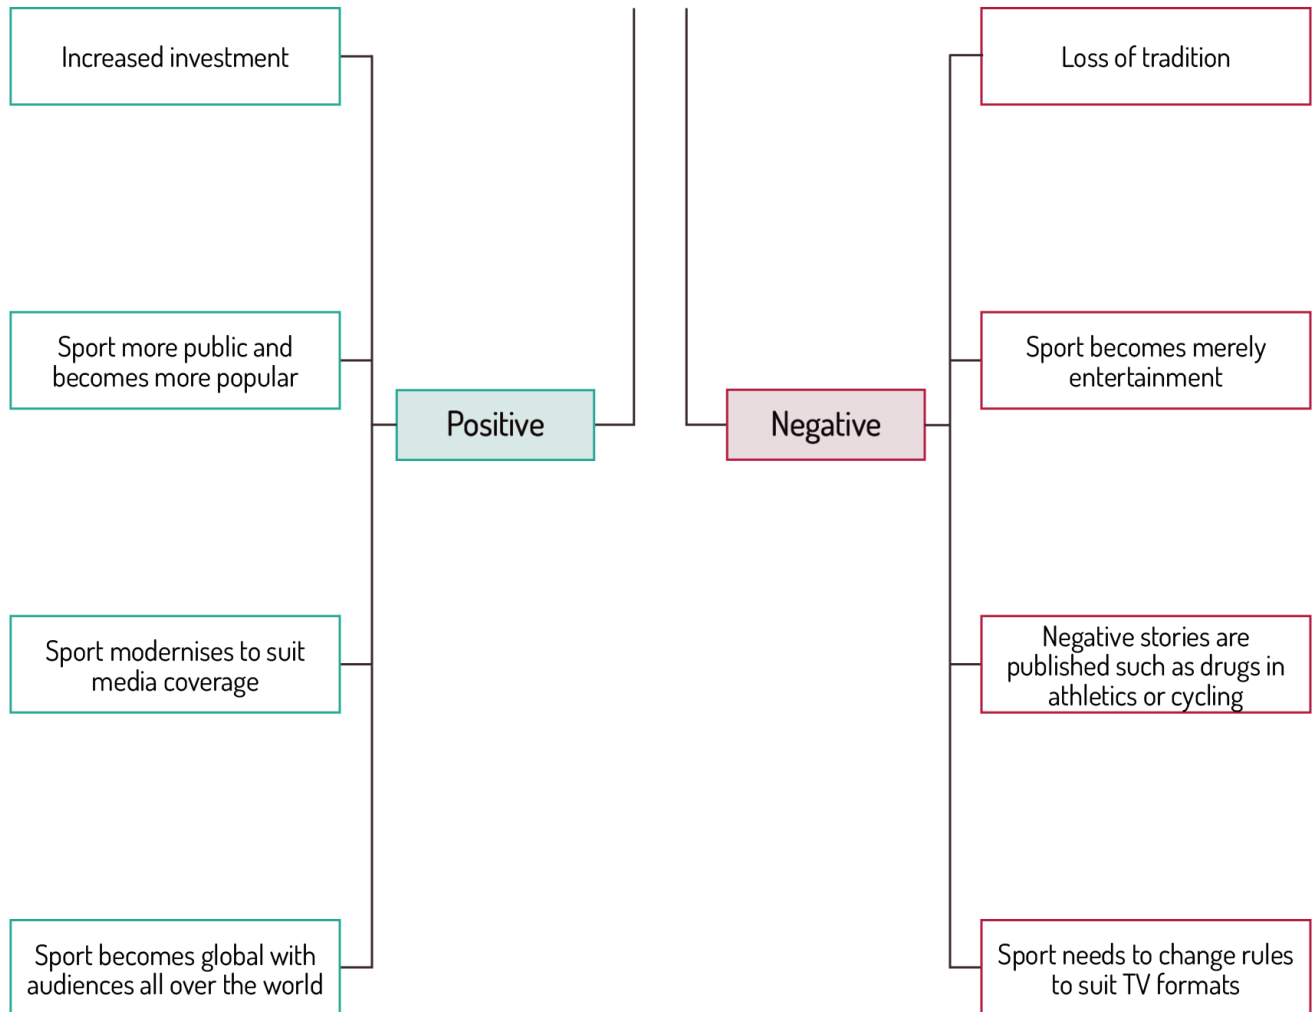 Increased investment
Sport more public and
becomes more popular
Positive
Sport modernises to suit
media coverage
Sport becomes global with
audiences all over the world
Loss of tradition
Sport becomes merely
entertainment
Negative
Negative stories are
published such as drugs in
athletics or cycling
Sport needs to change rules
to suit TV formats